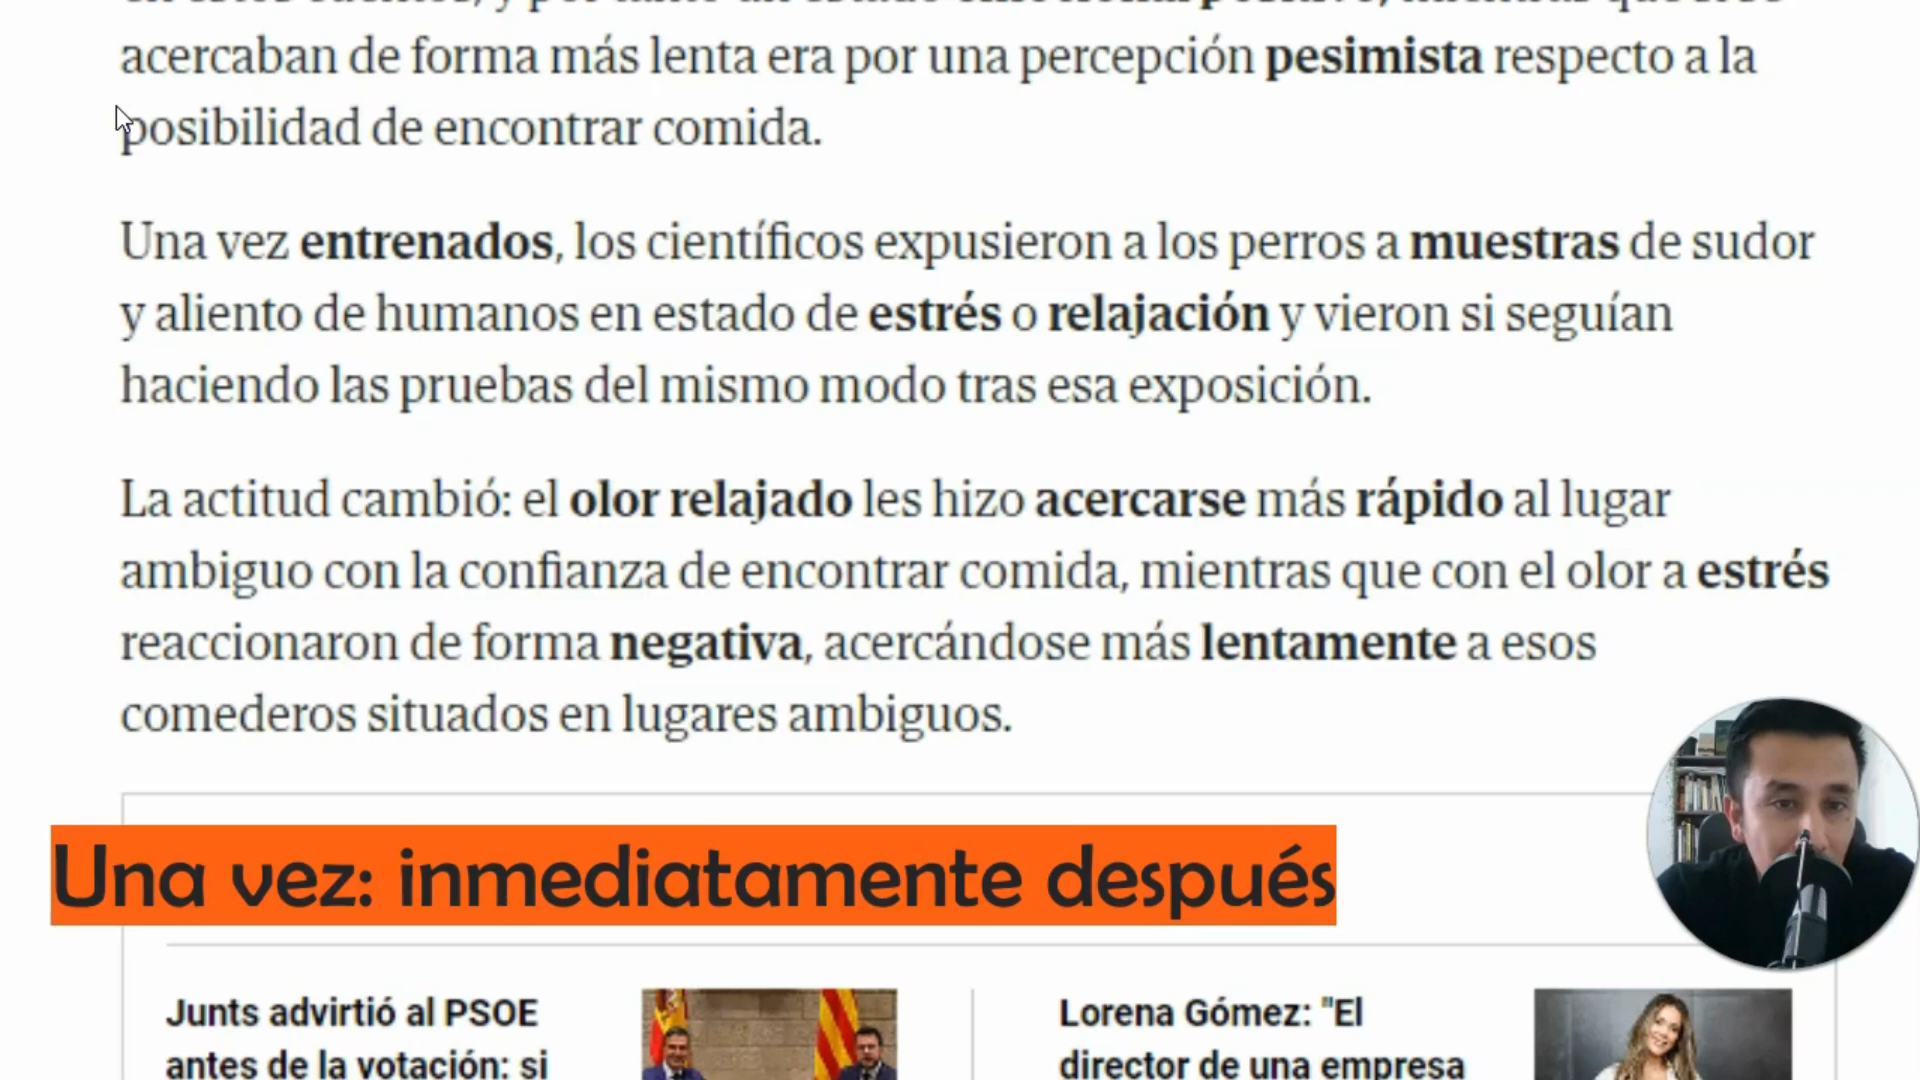 acercaban de forma más lenta era por una percepción pesimista respecto a la
posibilidad de encontrar comida.
Una vez entrenados, los científicos expusieron a los perros a muestras de sudor
y aliento de humanos en estado de estrés o relajación y vieron si seguían
haciendo las pruebas del mismo modo tras esa exposición.
La actitud cambió: el olor relajado les hizo acercarse más rápido al lugar
ambiguo con la confianza de encontrar comida, mientras que con el olor a estrés
reaccionaron de forma negativa, acercándose más lentamente a esos
comederos situados en lugares ambiguos.
Una vez: inmediatamente después
Junts advirtió al PSOE
antes de la votación: si
Lorena Gómez: "El
director de una empresa